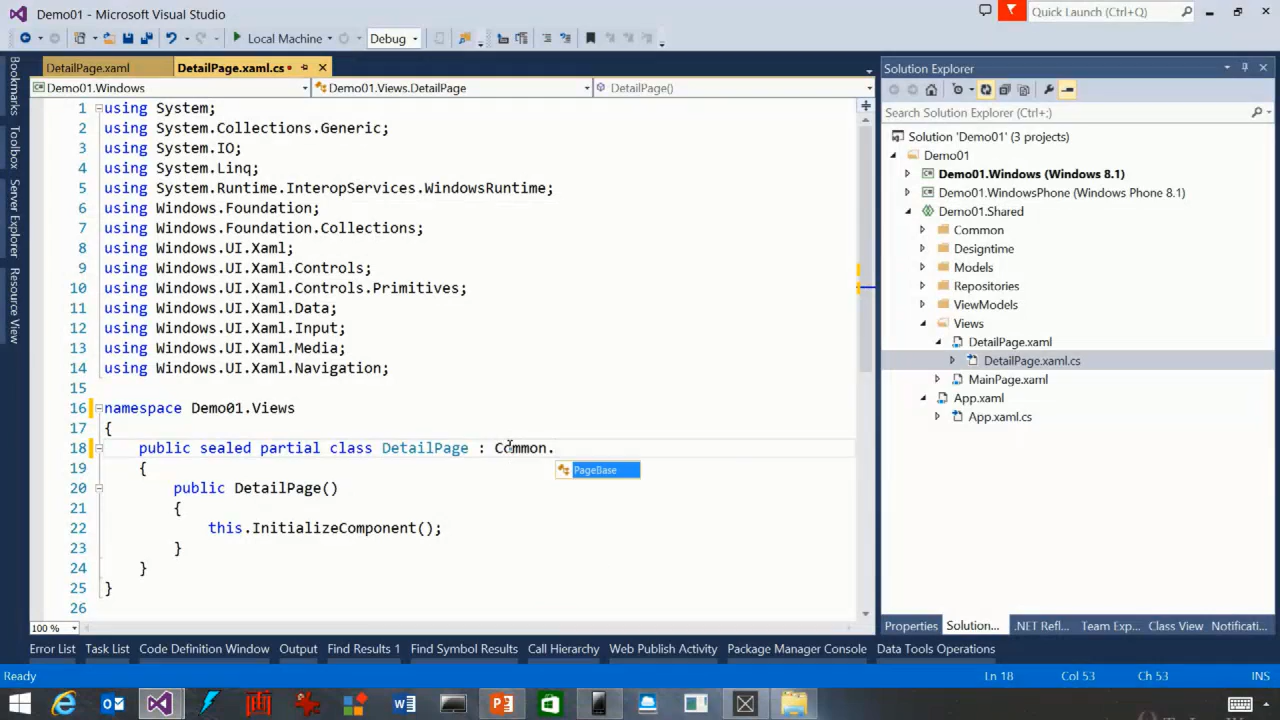 Demo01 - Microsoft Visual Studio
Quick Launch (Ctrl+Q)
Local Machine
Debug
DetailPage.xaml
DetailPage.xaml.cs
Demo01.Windows
Demo01.Views.DetailPage
DetailPage()
1 using System;
2 using System.Collections.Generic;
3 using System.IO;
4 using System.Linq;
5 using System.Runtime.InteropServices.WindowsRuntime;
6 using Windows.Foundation;
7 using Windows.Foundation.Collections;
8 using Windows.UI.Xaml;
9 using Windows.UI.Xaml.Controls;
10 using Windows.UI.Xaml.Controls.Primitives;
11 using Windows.UI.Xaml.Data;
12 using Windows.UI.Xaml.Input;
13 using Windows.UI.Xaml.Media;
14 using Windows.UI.Xaml.Navigation;
15
16 namespace Demo01.Views
17 {
18 public sealed partial class DetailPage : Common.
PageBase
19 {
20 public DetailPage()
21 {
22 this.InitializeComponent();
23 }
24 }
25 }
26
100 %
Bookmarks
Toolbox
Server Explorer
Resource View
Solution Explorer
Search Solution Explorer (Ctrl+;)
Solution 'Demo01' (3 projects)
Demo01
Demo01.Windows (Windows 8.1)
Demo01.WindowsPhone (Windows Phone 8.1)
Demo01.Shared
Common
Designtime
Models
Repositories
ViewModels
Views
DetailPage.xaml
DetailPage.xaml.cs
MainPage.xaml
App.xaml
App.xaml.cs
Properties
Solution...
.NET Refl...
Team Exp...
Class View
Notificati...
Error List
Task List
Code Definition Window
Output
Find Results 1
Find Symbol Results
Call Hierarchy
Web Publish Activity
Package Manager Console
Data Tools Operations
Ready
Ln 18
Col 53
Ch 53